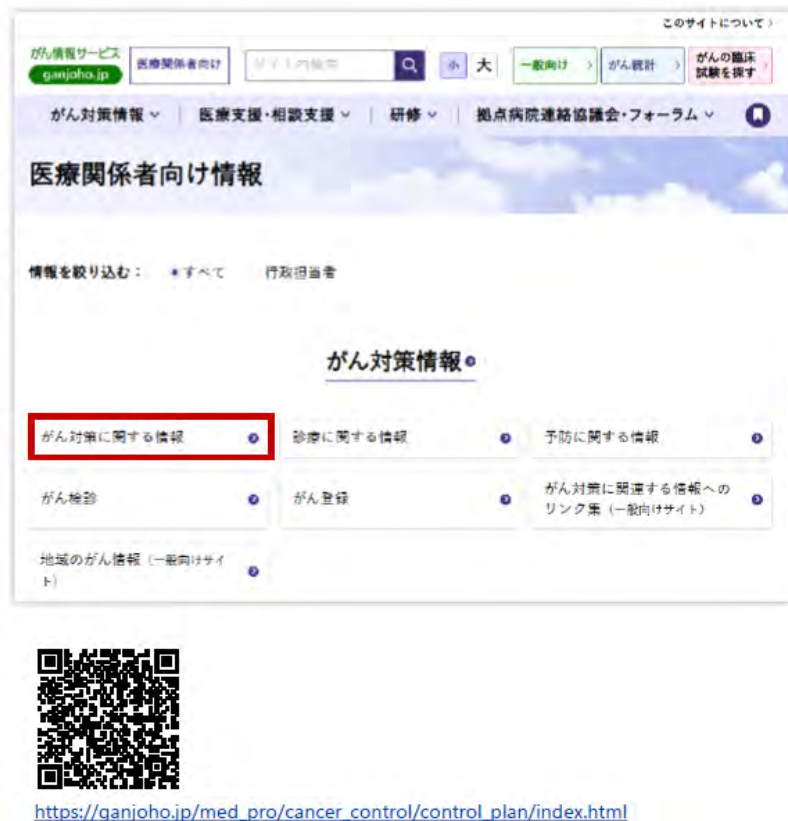 このサイトについて
がん情報サービス
ganjoho.jp
医療関係者向け
サイト内検索
小 大
一般向け
がん統計
がんの臨床
試験を探す
がん対策情報
医療支援・相談支援
研修
拠点病院連絡協議会・フォーラム
医療関係者向け情報
情報を絞り込む： すべて 行政担当者
がん対策情報
がん対策に関する情報
診療に関する情報
予防に関する情報
がん検診
がん登録
がん対策に関連する情報への
リンク集（一般向けサイト）
地域のがん情報（一般向けサイ
ト）
https://ganjoho.jp/med_pro/cancer_control/control_plan/index.html